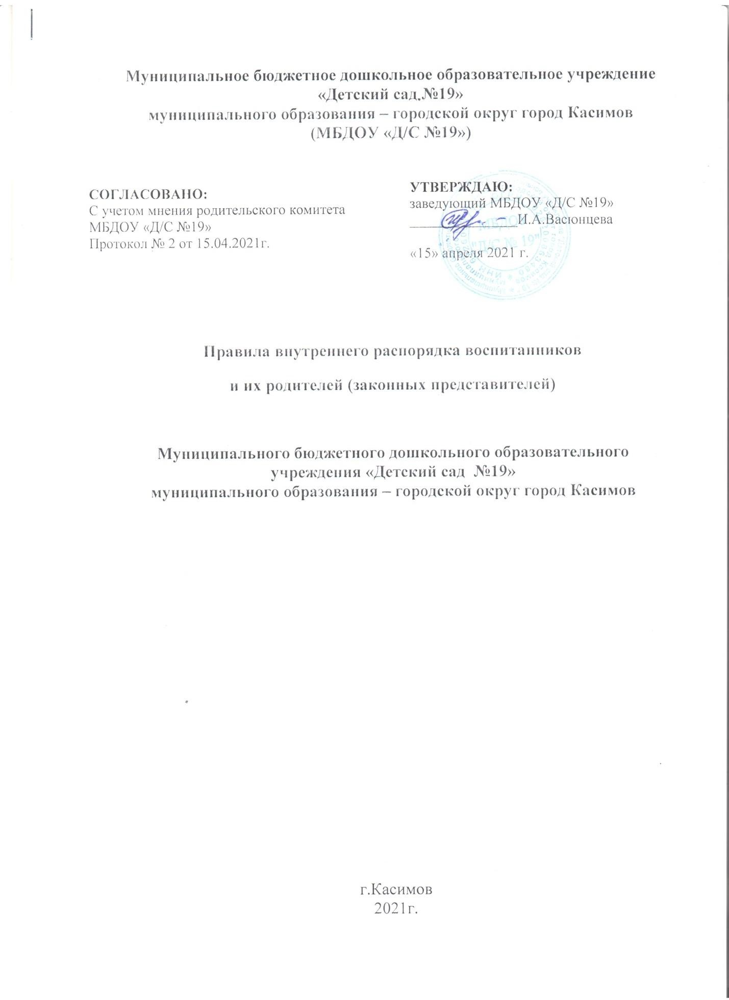 Муниципальное бюджетное дошкольное образовательное учреждение
«Детский сад.№19»
муниципального образования – городской округ город Касимов
(МБДОУ «Д/С №19»)
СОГЛАСОВАНО:
С учетом мнения родительского комитета
МБДОУ «Д/С №19»
Протокол № 2 от 15.04.2021г.
УТВЕРЖДАЮ:
заведующий МБДОУ «Д/С №19»
И.А.Васюнцева
«15» апреля 2021 г.
МБДОУ
"Д/С № 19"
Правила внутреннего распорядка воспитанников
и их родителей (законных представителей)
Муниципального бюджетного дошкольного образовательного
учреждения «Детский сад №19»
муниципального образования – городской округ город Касимов
г.Касимов
2021г.